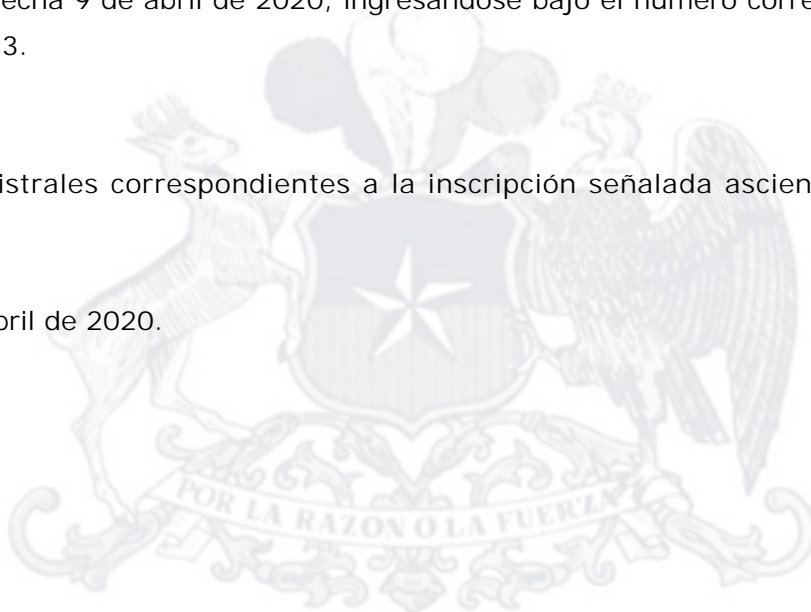 echa 9 de abril de 2020, ingresándose bajo el número corre
3.
istrales correspondientes a la inscripción señalada ascien
bril de 2020.
POR LA RAZON O LA FUERZA